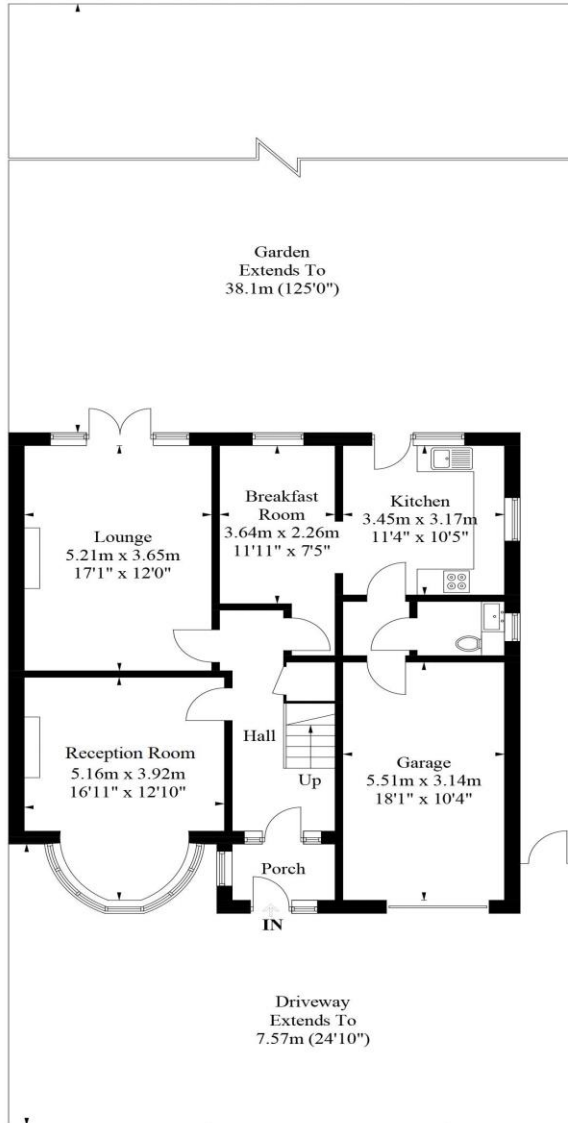 Garden
Extends To
38.1m (125'0")
Lounge
5.21m x 3.65m
17'1" x 12'0"
Breakfast
Room
3.64m x 2.26m
11'11" x 7'5"
Kitchen
3.45m x 3.17m
11'4" x 10'5"
Reception Room
5.16m x 3.92m
16'11" x 12'10"
Hall
Up
Garage
5.51m x 3.14m
18'1" x 10'4"
Porch
IN
Driveway
Extends To
7.57m (24'10")